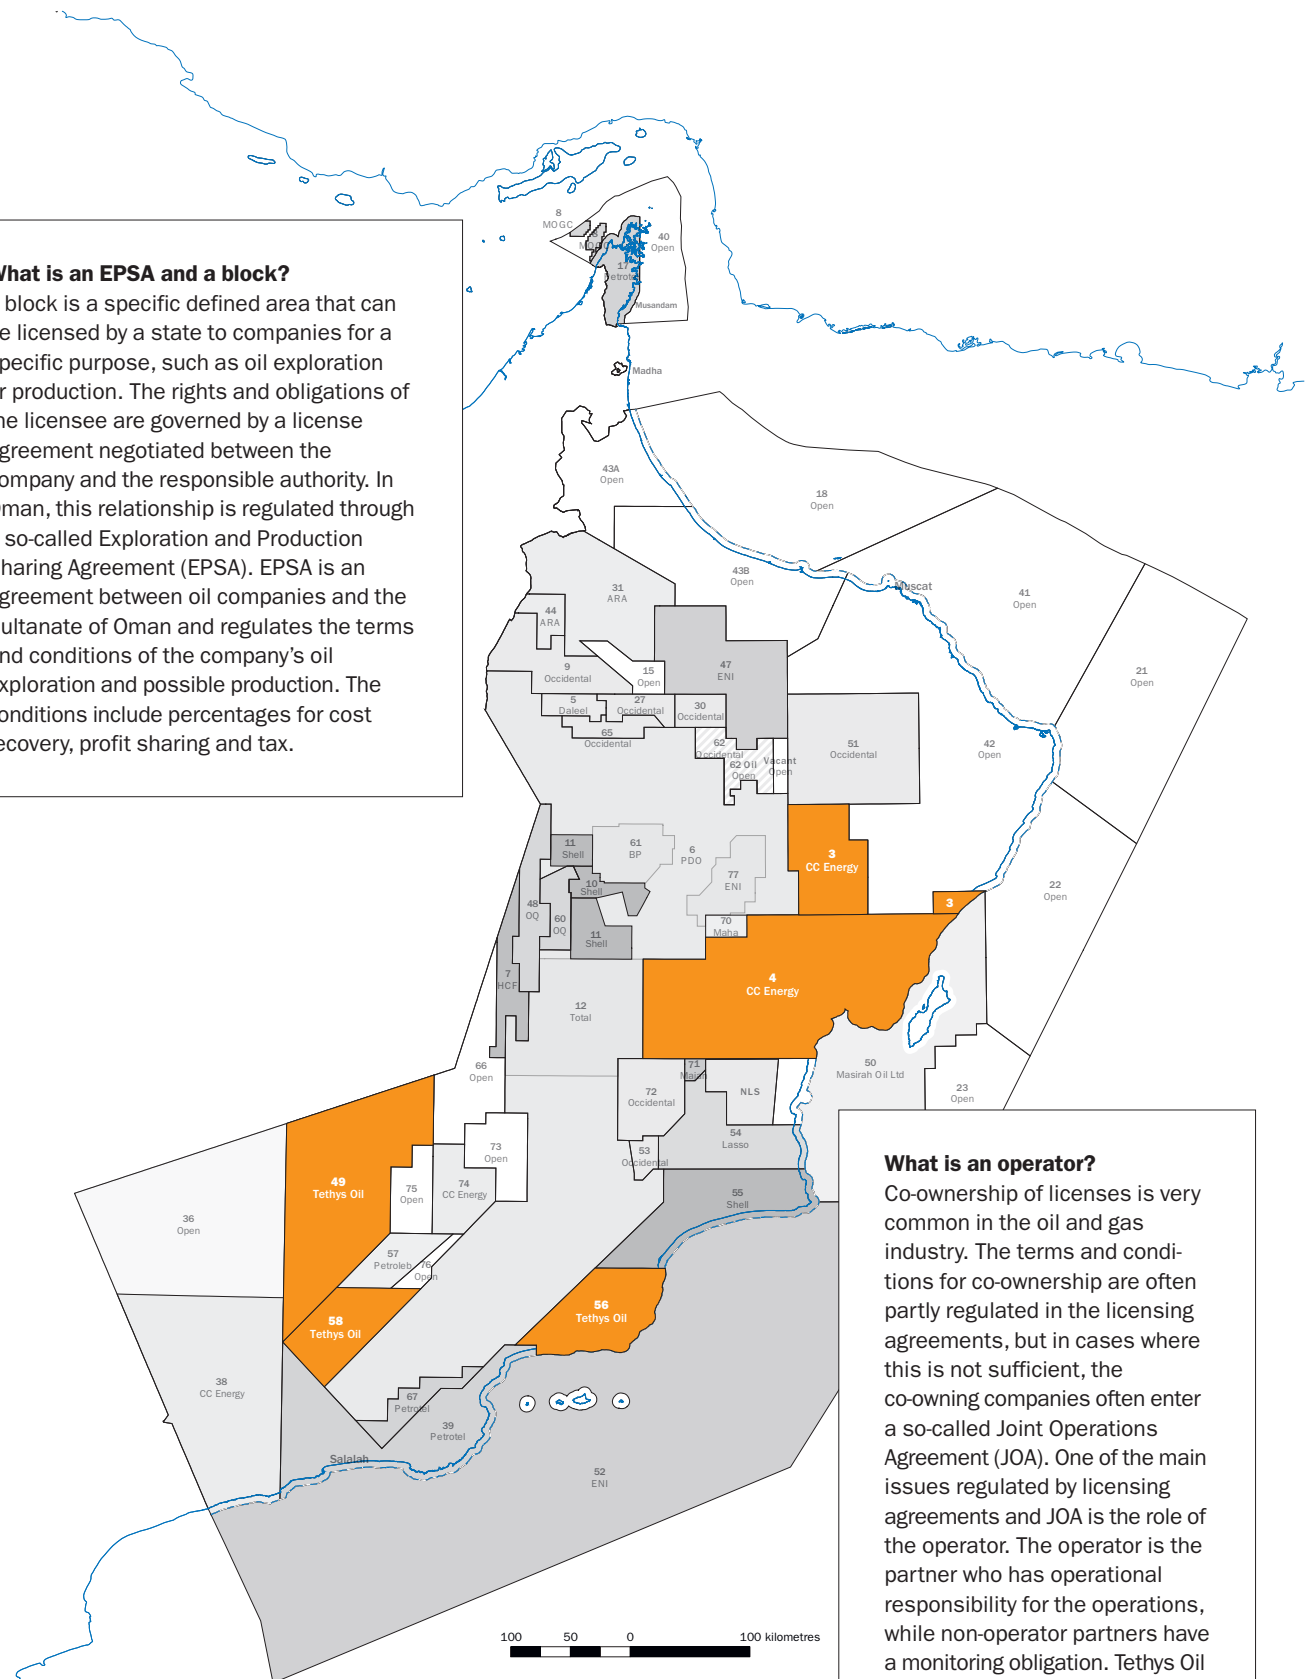 What is an EPSA and a block?
block is a specific defined area that can
e licensed by a state to companies for a
pecific purpose, such as oil exploration
r production. The rights and obligations of
he licensee are governed by a license
greement negotiated between the
ompany and the responsible authority. In
man, this relationship is regulated through
so-called Exploration and Production
haring Agreement (EPSA). EPSA is an
greement between oil companies and the
ultanate of Oman and regulates the terms
nd conditions of the company's oil
xploration and possible production. The
onditions include percentages for cost
ecovery, profit sharing and tax.
8
MOGC
8
MOGC
40
Open
17
Petrotel
Musandam
Madha
43A
Open
18
Open
43B
Open
Muscat
41
Open
31
ARA
44
ARA
21
Open
9
Occidental
15
Open
47
ENI
5
Daleel
27
Occidental
30
Occidental
65
Occidental
62
Occidental
62 Oil
Open
Vacant
Open
51
Occidental
42
Open
11
Shell
61
BP
6
PDO
77
ENI
3
CC Energy
22
Open
10
Shell
48
OQ
60
OQ
11
Shell
70
Maha
3
7
HCF
4
CC Energy
12
Total
66
Open
71
Majan
72
Occidental
NLS
50
Masirah Oil Ltd
23
Open
54
Lasso
53
Occidental
73
Open
49
Tethys Oil
75
Open
74
CC Energy
55
Shell
36
Open
57
Petroleb
76
Open
58
Tethys Oil
56
Tethys Oil
38
CC Energy
67
Petrotel
39
Petrotel
Salalah
52
ENI
100 50 0 100 kilometres
What is an operator?
Co-ownership of licenses is very
common in the oil and gas
industry. The terms and condi-
tions for co-ownership are often
partly regulated in the licensing
agreements, but in cases where
this is not sufficient, the
co-owning companies often enter
a so-called Joint Operations
Agreement (JOA). One of the main
issues regulated by licensing
agreements and JOA is the role of
the operator. The operator is the
partner who has operational
responsibility for the operations,
while non-operator partners have
a monitoring obligation. Tethys Oil